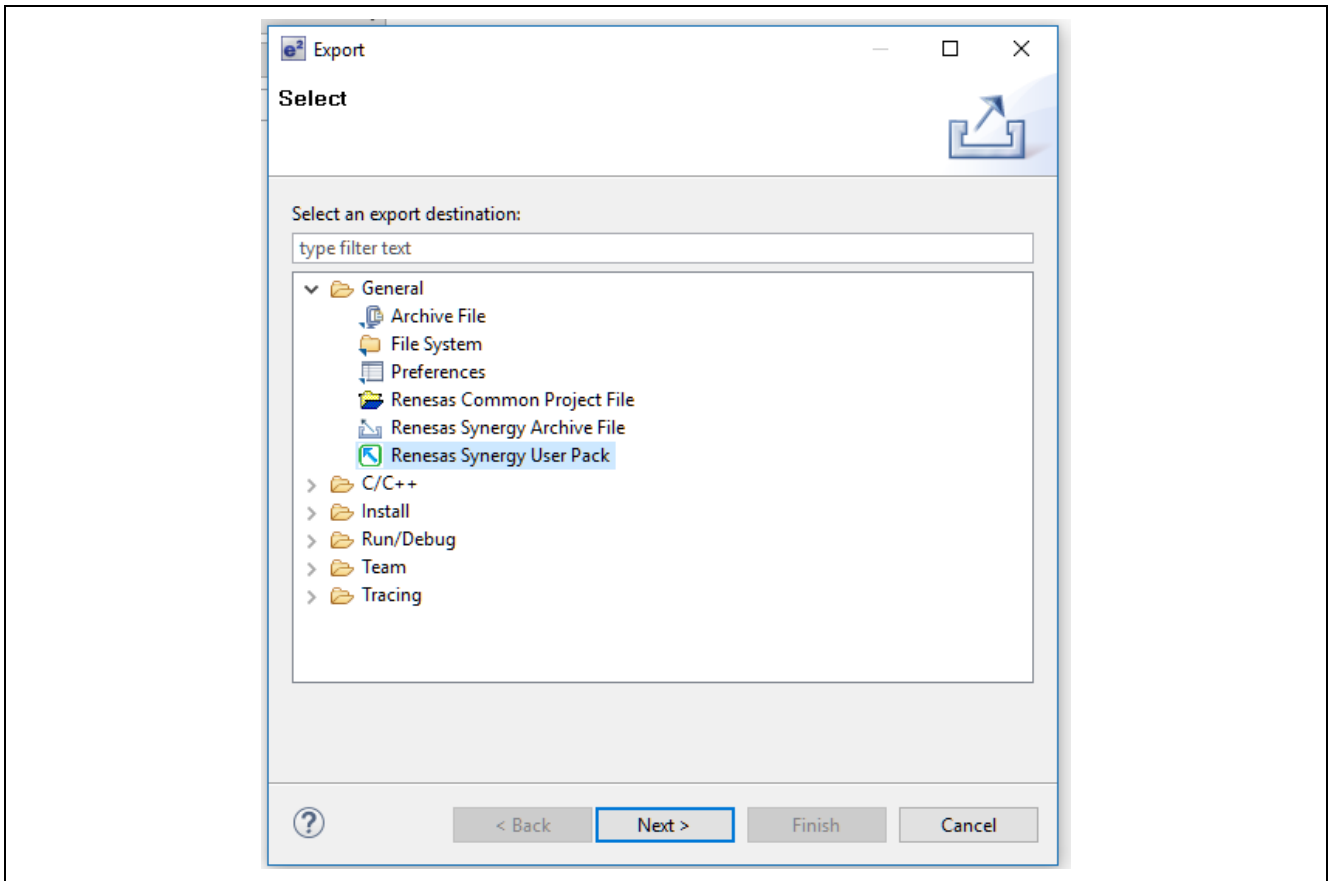 e² Export
Select
Select an export destination:
type filter text
General
Archive File
File System
Preferences
Renesas Common Project File
Renesas Synergy Archive File
Renesas Synergy User Pack
C/C++
Install
Run/Debug
Team
Tracing
? < Back Next > Finish Cancel